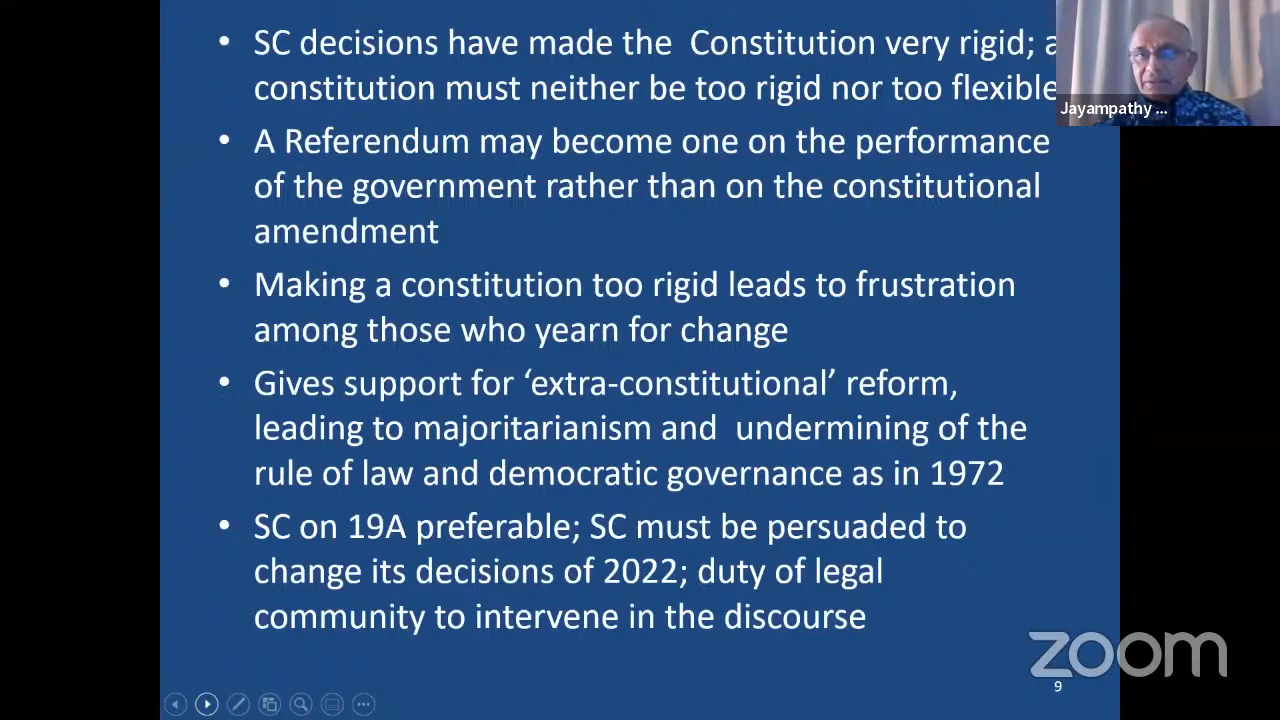 • SC decisions have made the  Constitution very rigid; a
constitution must neither be too rigid nor too flexible
• A Referendum may become one on the performance
of the government rather than on the constitutional
amendment
• Making a constitution too rigid leads to frustration
among those who yearn for change
• Gives support for ‘extra-constitutional’ reform,
leading to majoritarianism and  undermining of the
rule of law and democratic governance as in 1972
• SC on 19A preferable; SC must be persuaded to
change its decisions of 2022; duty of legal
community to intervene in the discourse
Jayampathy ...
zoom
9